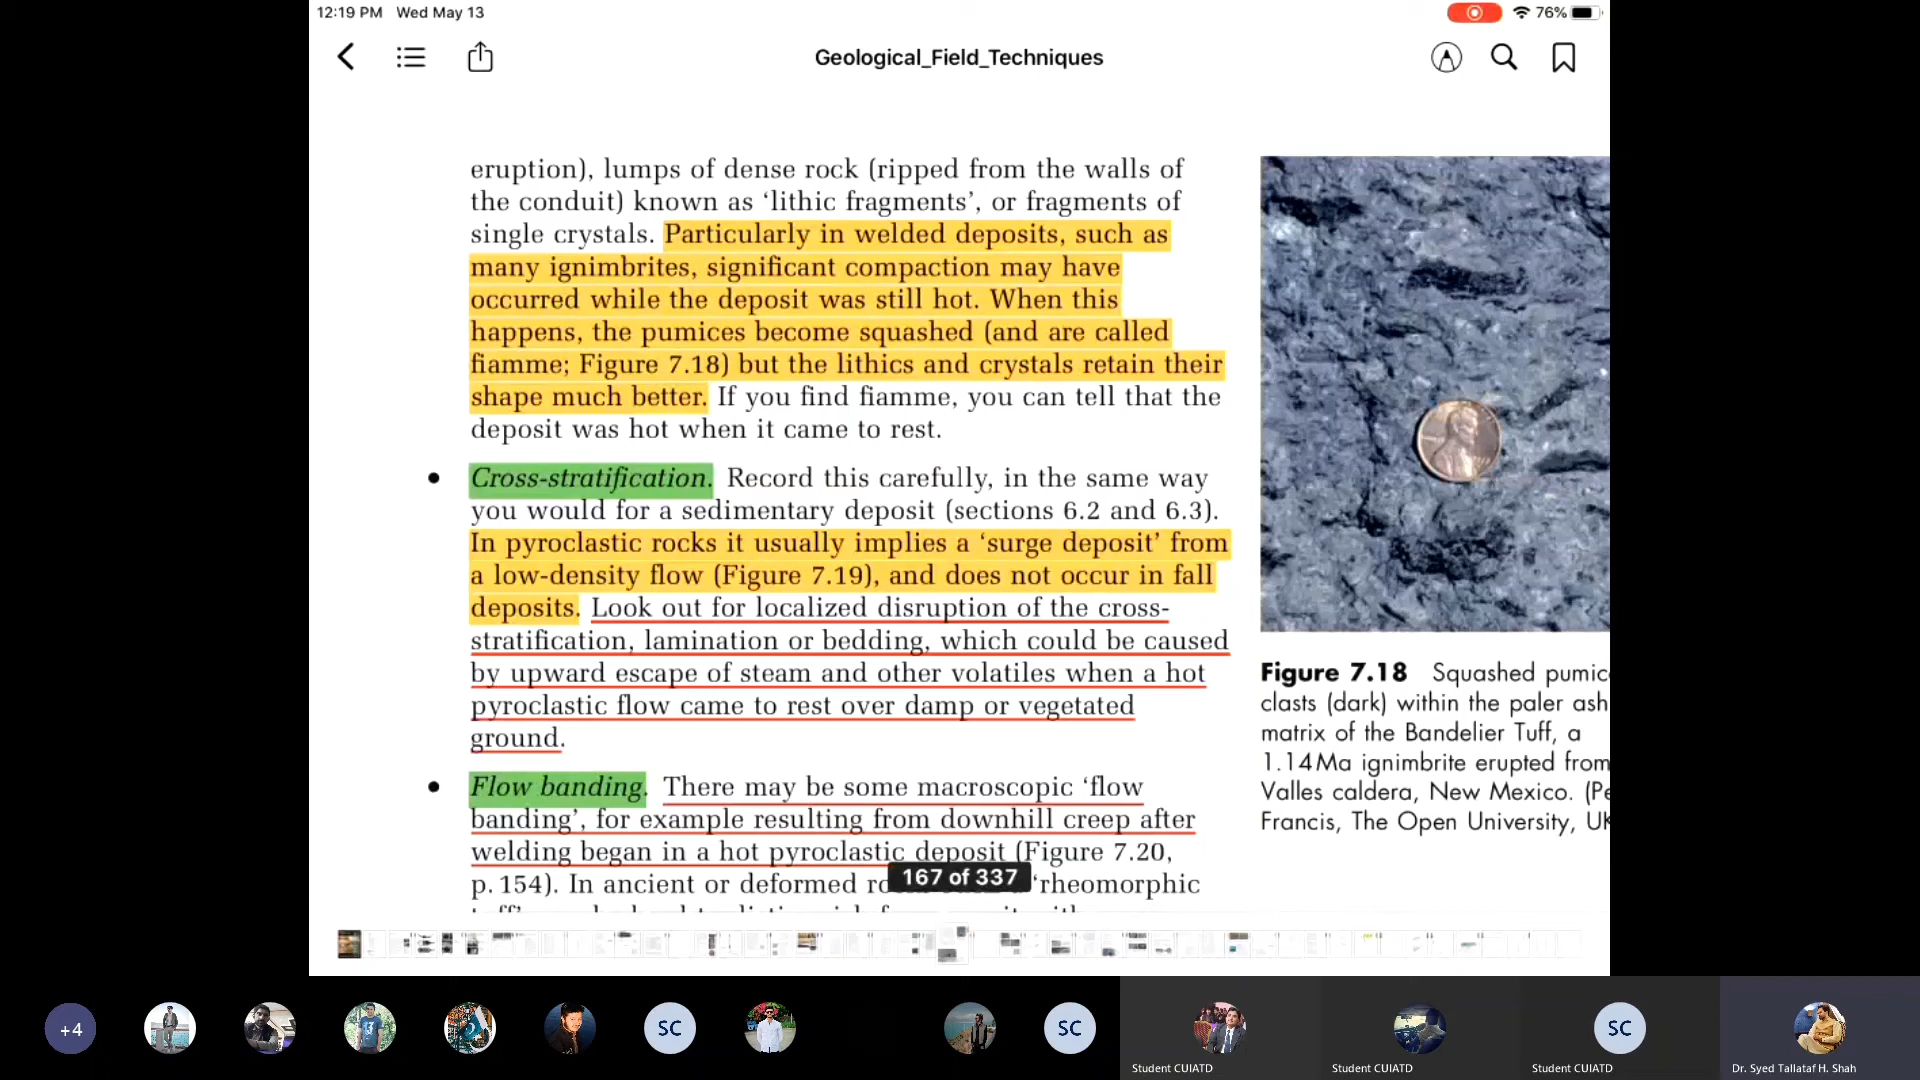 12:19 PM Wed May 13
76%
Geological_Field_Techniques
eruption), lumps of dense rock (ripped from the walls of
the conduit) known as ‘lithic fragments’, or fragments of
single crystals. Particularly in welded deposits, such as
many ignimbrites, significant compaction may have
occurred while the deposit was still hot. When this
happens, the pumices become squashed (and are called
fiamme; Figure 7.18) but the lithics and crystals retain their
shape much better. If you find fiamme, you can tell that the
deposit was hot when it came to rest.
• Cross-stratification. Record this carefully, in the same way
you would for a sedimentary deposit (sections 6.2 and 6.3).
In pyroclastic rocks it usually implies a ‘surge deposit’ from
a low-density flow (Figure 7.19), and does not occur in fall
deposits. Look out for localized disruption of the cross-
stratification, lamination or bedding, which could be caused
by upward escape of steam and other volatiles when a hot
pyroclastic flow came to rest over damp or vegetated
ground.
• Flow banding. There may be some macroscopic ‘flow
banding’, for example resulting from downhill creep after
welding began in a hot pyroclastic deposit (Figure 7.20,
p. 154). In ancient or deformed ‘rheomorphic
Figure 7.18 Squashed pumic
clasts (dark) within the paler ash
matrix of the Bandelier Tuff, a
1.14 Ma ignimbrite erupted from
Valles caldera, New Mexico. (Pe
Francis, The Open University, UK
167 of 337
+4
SC
SC
SC
Student CUIATD
Student CUIATD
Student CUIATD
Dr. Syed Tallataf H. Shah